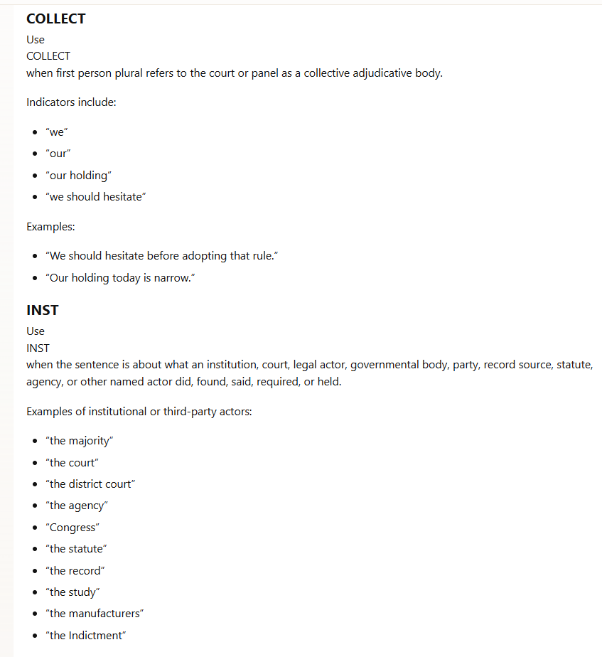 COLLECT
Use
COLLECT
when first person plural refers to the court or panel as a collective adjudicative body.
Indicators include:
• “we”
• “our”
• “our holding”
• “we should hesitate”
Examples:
• “We should hesitate before adopting that rule.”
• “Our holding today is narrow.”
INST
Use
INST
when the sentence is about what an institution, court, legal actor, governmental body, party, record source, statute,
agency, or other named actor did, found, said, required, or held.
Examples of institutional or third-party actors:
• “the majority”
• “the court”
• “the district court”
• “the agency”
• “Congress”
• “the statute”
• “the record”
• “the study”
• “the manufacturers”
• “the Indictment”